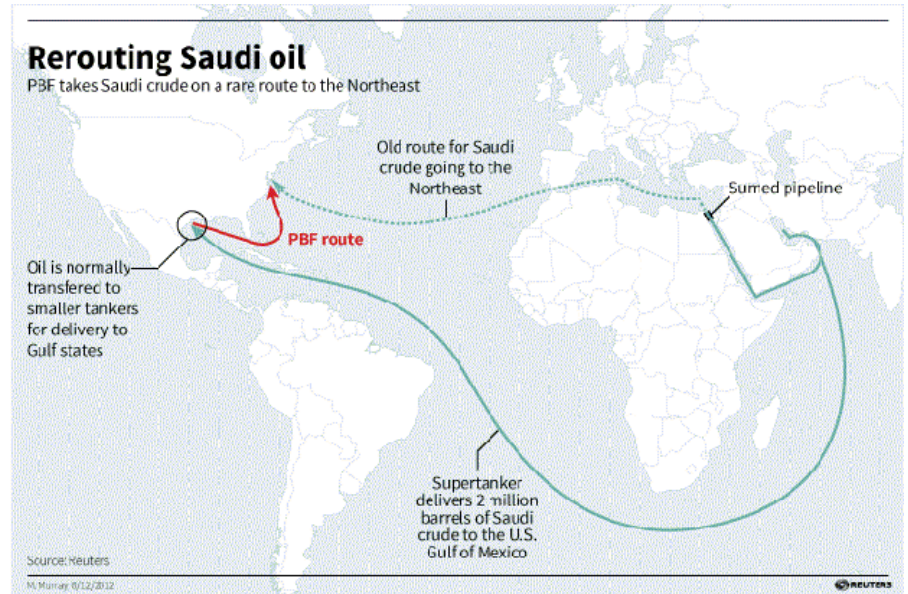 Rerouting Saudi oil
PBF takes Saudi crude on a rare route to the Northeast
Old route for Saudi
crude going to the
Northeast
Sumed pipeline
PBF route
Oil is normally
transfered to
smaller tankers
for delivery to
Gulf states
Supertanker
delivers 2 million
barrels of Saudi
crude to the U.S.
Gulf of Mexico
Source: Reuters
M. Murray 8/12/2012
REUTERS